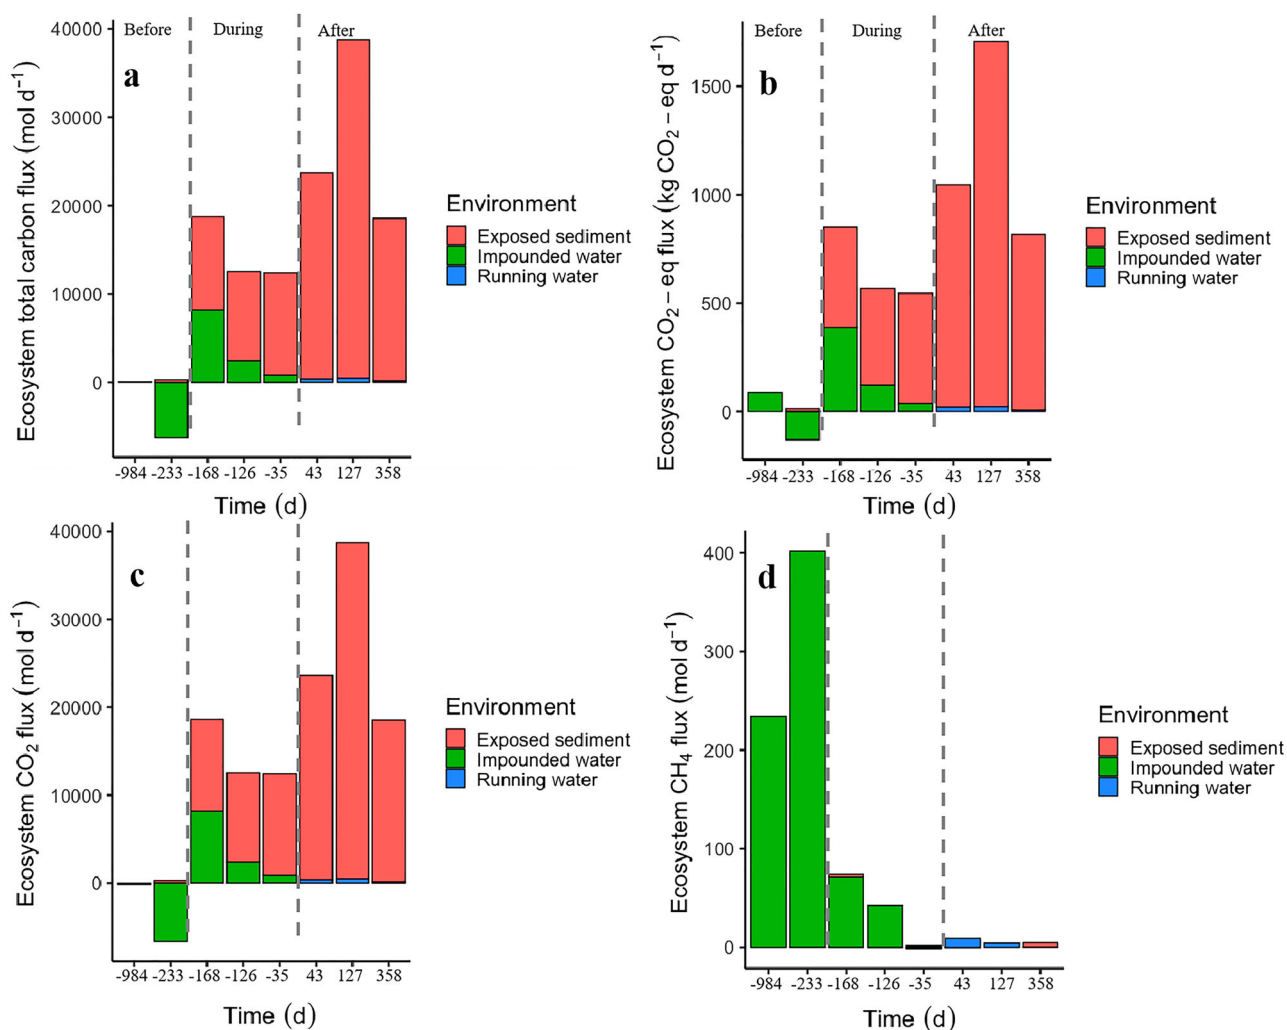 a
Before During After
Ecosystem total carbon flux (mol d⁻¹)
40000
30000
20000
10000
0
-984 -233 -168 -126 -35 43 127 358
Time (d)
Environment
Exposed sediment
Impounded water
Running water
b
Before During After
Ecosystem CO₂ – eq flux (kg CO₂ – eq d⁻¹)
1500
1000
500
0
-984 -233 -168 -126 -35 43 127 358
Time (d)
Environment
Exposed sediment
Impounded water
Running water
c
Ecosystem CO₂ flux (mol d⁻¹)
40000
30000
20000
10000
0
-984 -233 -168 -126 -35 43 127 358
Time (d)
Environment
Exposed sediment
Impounded water
Running water
d
Ecosystem CH₄ flux (mol d⁻¹)
400
300
200
100
0
-984 -233 -168 -126 -35 43 127 358
Time (d)
Environment
Exposed sediment
Impounded water
Running water